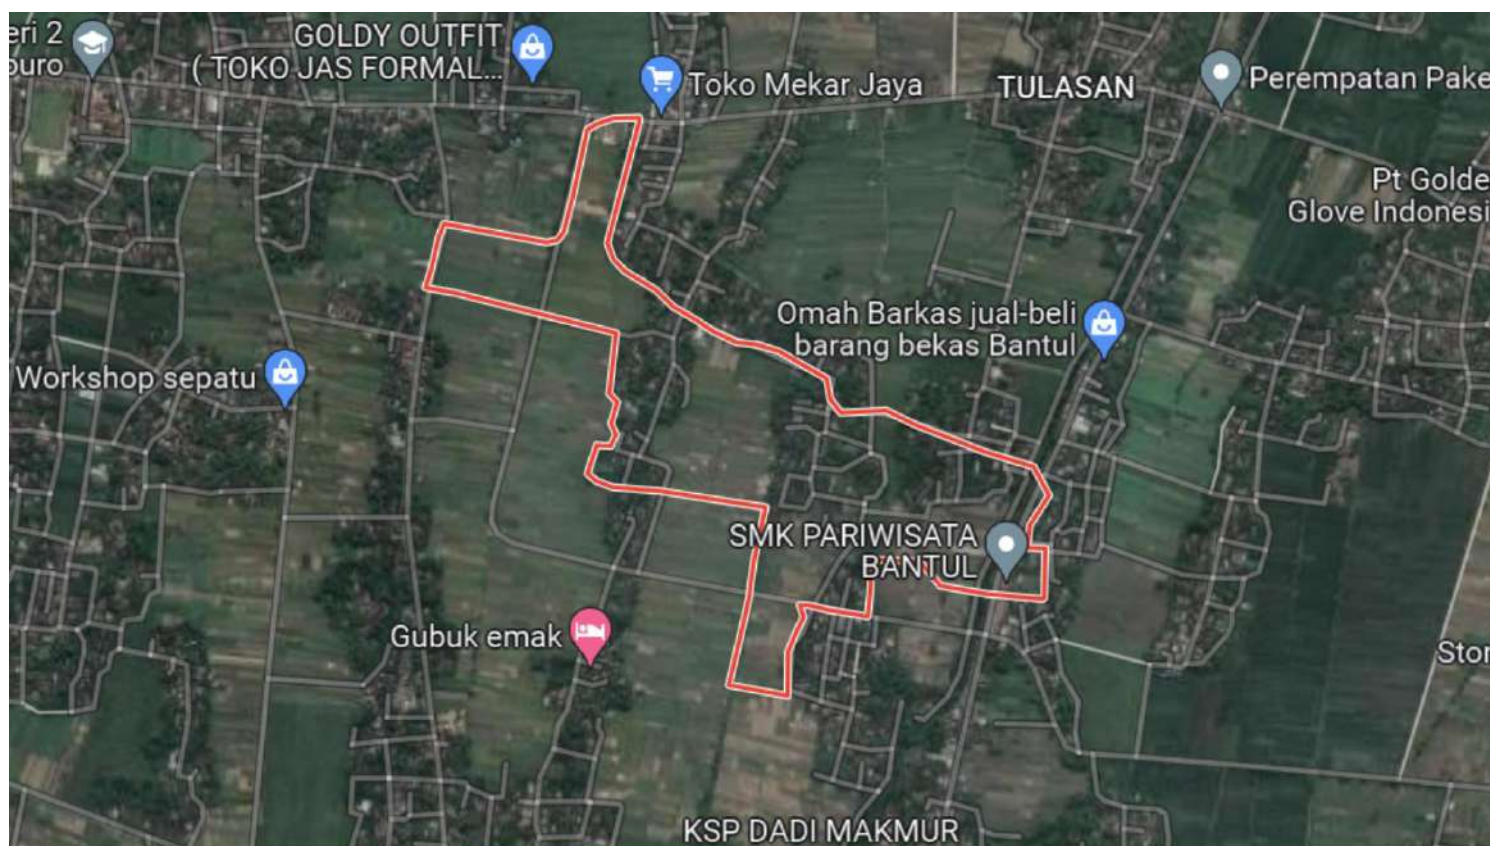 eri 2
ouro
GOLDY OUTFIT
( TOKO JAS FORMAL...
Toko Mekar Jaya
TULASAN
Perempatan Pake
Pt Golde
Glove Indonesi
Omah Barkas jual-beli
barang bekas Bantul
Workshop sepatu
SMK PARIWISATA
BANTUL
Gubuk emak
Stor
KSP DADI MAKMUR